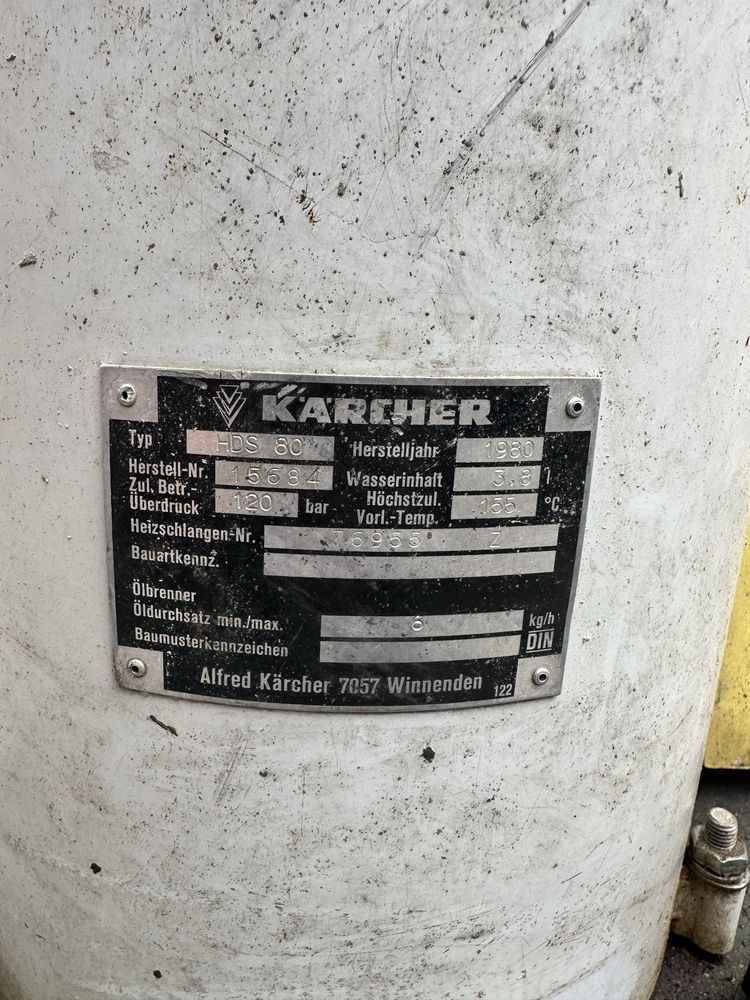 KÄRCHER
Typ HDS 80 Herstelljahr 1980
Herstell-Nr. 15684 Wasserinhalt 3,8 l
Zul. Betr.-Überdruck 120 bar Höchstzul. Vorl.-Temp 155 °C
Heizschlangen-Nr. 76955 Z
Bauartkennz.
Ölbrenner
Öldurchsatz min./max. 6 kg/h
Baumusterkennzeichen DIN
Alfred Kärcher 7057 Winnenden 122